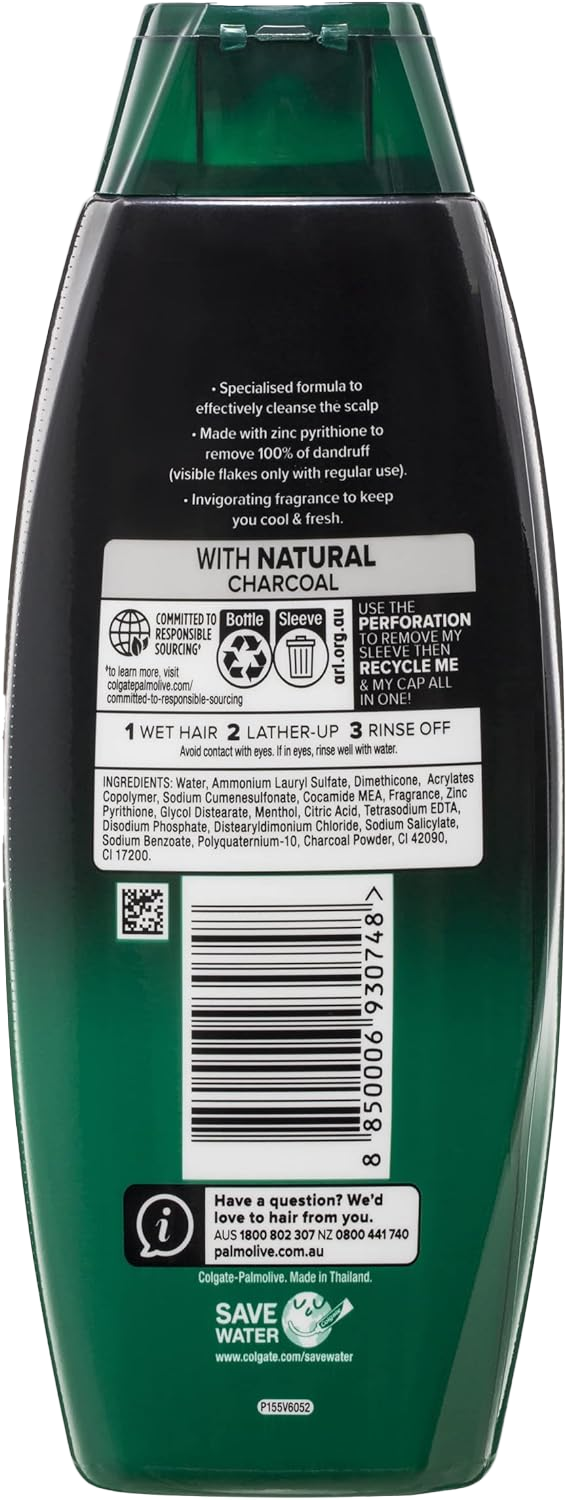 • Specialised formula to
effectively cleanse the scalp
• Made with zinc pyrithione to
remove 100% of dandruff
(visible flakes only with regular use).
• Invigorating fragrance to keep
you cool & fresh.
WITH NATURAL
CHARCOAL
COMMITTED TO
RESPONSIBLE
SOURCING†
†to learn more, visit
colgatepalmolive.com/
committed-to-responsible-sourcing
Bottle
Sleeve
arl.org.au
USE THE
PERFORATION
TO REMOVE MY
SLEEVE THEN
RECYCLE ME
& MY CAP ALL
IN ONE!
1 WET HAIR 2 LATHER-UP 3 RINSE OFF
Avoid contact with eyes. If in eyes, rinse well with water.
INGREDIENTS: Water, Ammonium Lauryl Sulfate, Dimethicone, Acrylates
Copolymer, Sodium Cumenesulfonate, Cocamide MEA, Fragrance, Zinc
Pyrithione, Glycol Distearate, Menthol, Citric Acid, Tetrasodium EDTA,
Disodium Phosphate, Distearyldimonium Chloride, Sodium Salicylate,
Sodium Benzoate, Polyquaternium-10, Charcoal Powder, CI 42090,
CI 17200.
8 850006 930748 >
i
Have a question? We'd
love to hair from you.
AUS 1800 802 307 NZ 0800 441 740
palmolive.com.au
Colgate-Palmolive. Made in Thailand.
SAVE
WATER
Colgate
www.colgate.com/savewater
P155V6052